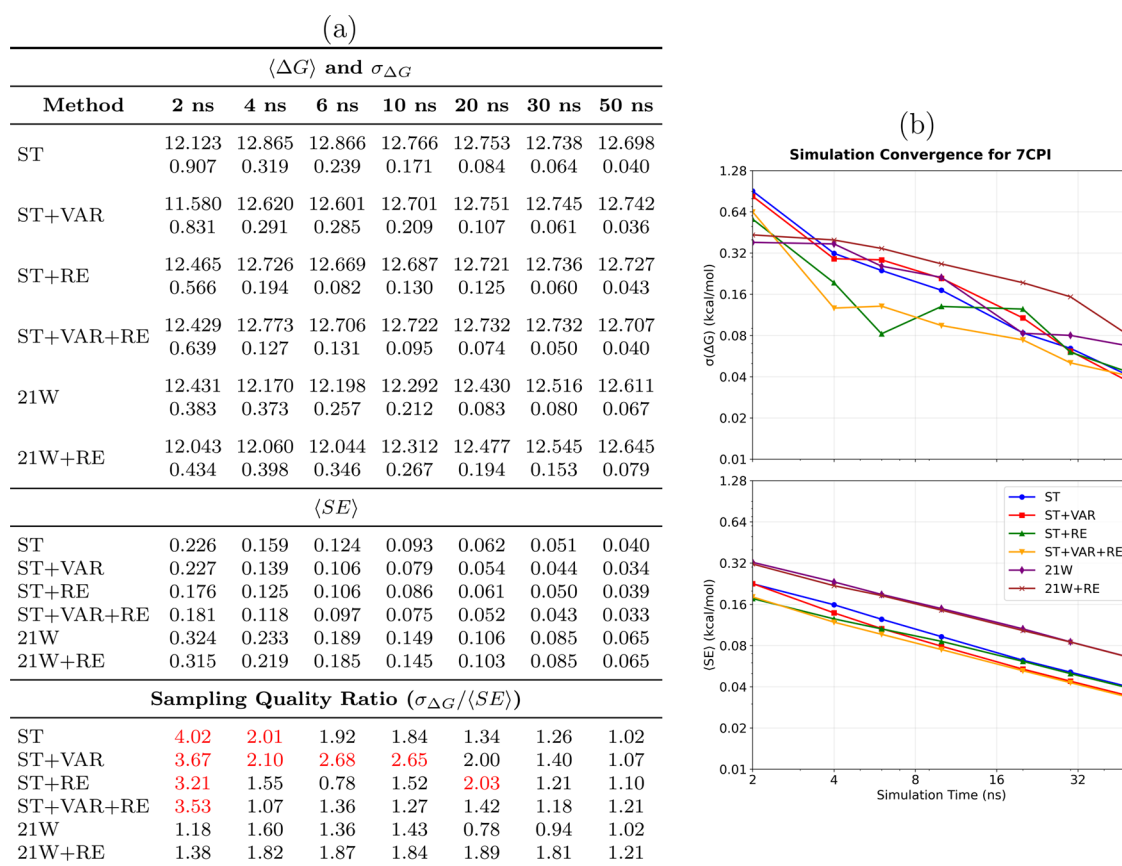 (a)
⟨ΔG⟩ and σΔG
Method 2 ns 4 ns 6 ns 10 ns 20 ns 30 ns 50 ns
ST 12.123 12.865 12.866 12.766 12.753 12.738 12.698
0.907 0.319 0.239 0.171 0.084 0.064 0.040
ST+VAR 11.580 12.620 12.601 12.701 12.751 12.745 12.742
0.831 0.291 0.285 0.209 0.107 0.061 0.036
ST+RE 12.465 12.726 12.669 12.687 12.721 12.736 12.727
0.566 0.194 0.082 0.130 0.125 0.060 0.043
ST+VAR+RE 12.429 12.773 12.706 12.722 12.732 12.732 12.707
0.639 0.127 0.131 0.095 0.074 0.050 0.040
21W 12.431 12.170 12.198 12.292 12.430 12.516 12.611
0.383 0.373 0.257 0.212 0.083 0.080 0.067
21W+RE 12.043 12.060 12.044 12.312 12.477 12.545 12.645
0.434 0.398 0.346 0.267 0.194 0.153 0.079
⟨SE⟩
ST 0.226 0.159 0.124 0.093 0.062 0.051 0.040
ST+VAR 0.227 0.139 0.106 0.079 0.054 0.044 0.034
ST+RE 0.176 0.125 0.106 0.086 0.061 0.050 0.039
ST+VAR+RE 0.181 0.118 0.097 0.075 0.052 0.043 0.033
21W 0.324 0.233 0.189 0.149 0.106 0.085 0.065
21W+RE 0.315 0.219 0.185 0.145 0.103 0.085 0.065
Sampling Quality Ratio (σΔG/⟨SE⟩)
ST 4.02 2.01 1.92 1.84 1.34 1.26 1.02
ST+VAR 3.67 2.10 2.68 2.65 2.00 1.40 1.07
ST+RE 3.21 1.55 0.78 1.52 2.03 1.21 1.10
ST+VAR+RE 3.53 1.07 1.36 1.27 1.42 1.18 1.21
21W 1.18 1.60 1.36 1.43 0.78 0.94 1.02
21W+RE 1.38 1.82 1.87 1.84 1.89 1.81 1.21
(b)
Simulation Convergence for 7CPI
σ(ΔG) (kcal/mol)
1.28
0.64
0.32
0.16
0.08
0.04
0.02
0.01
⟨SE⟩ (kcal/mol)
1.28
0.64
0.32
0.16
0.08
0.04
0.02
0.01
ST
ST+VAR
ST+RE
ST+VAR+RE
21W
21W+RE
2 4 8 16 32
Simulation Time (ns)